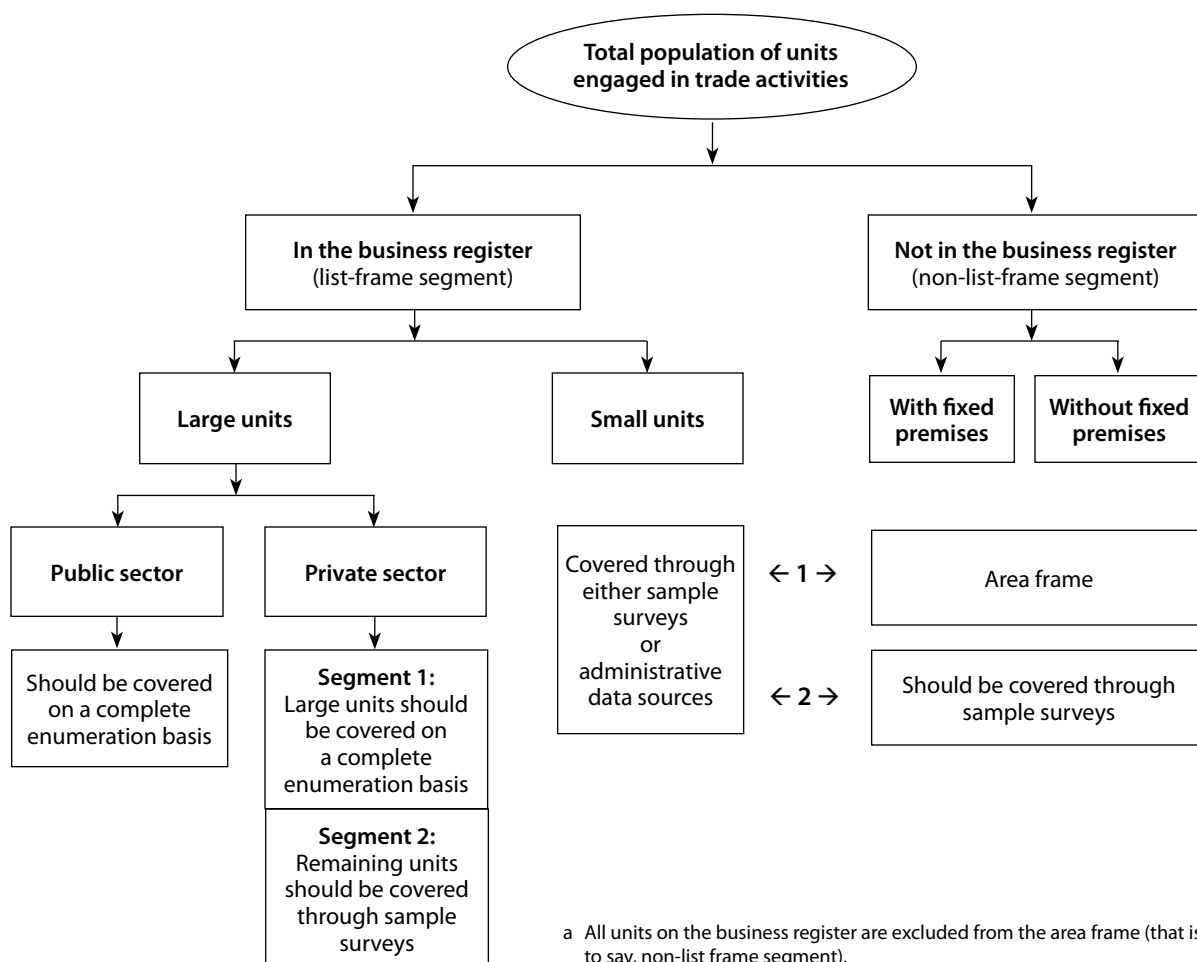 Total population of units
engaged in trade activities
In the business register
(list-frame segment)
Not in the business register
(non-list-frame segment)
Large units
Small units
With fixed
premises
Without fixed
premises
Public sector
Private sector
Covered through
either sample
surveys
or
administrative
data sources
← 1 →
Area frame
← 2 →
Should be covered through
sample surveys
Should be covered
on a complete
enumeration basis
Segment 1:
Large units should
be covered on
a complete
enumeration basis
Segment 2:
Remaining units
should be covered
through sample
surveys
a All units on the business register are excluded from the area frame (that is
to say, non-list frame segment).